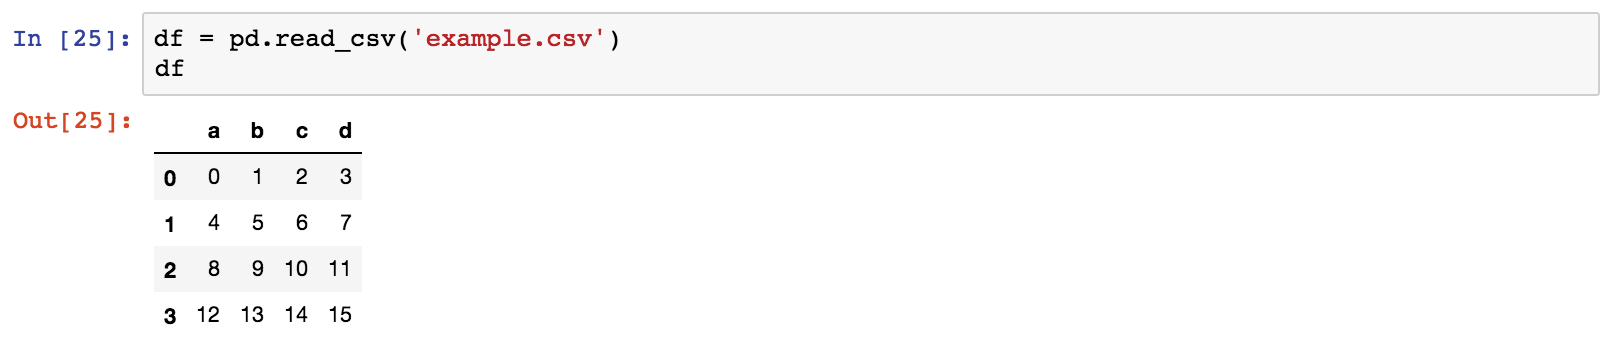 In [25]: df = pd.read_csv('example.csv')
df
Out[25]:
a b c d
0 0 1 2 3
1 4 5 6 7
2 8 9 10 11
3 12 13 14 15